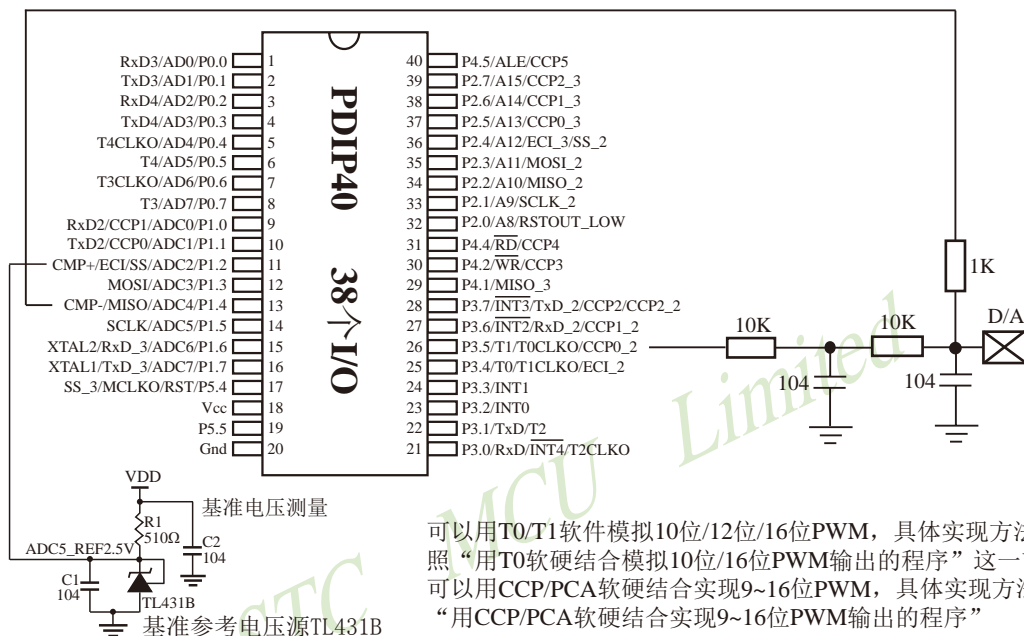 RxD3/AD0/P0.0 1
TxD3/AD1/P0.1 2
RxD4/AD2/P0.2 3
TxD4/AD3/P0.3 4
T4CLKO/AD4/P0.4 5
T4/AD5/P0.5 6
T3CLKO/AD6/P0.6 7
T3/AD7/P0.7 8
RxD2/CCP1/ADC0/P1.0 9
TxD2/CCP0/ADC1/P1.1 10
CMP+/ECI/SS/ADC2/P1.2 11
MOSI/ADC3/P1.3 12
CMP-/MISO/ADC4/P1.4 13
SCLK/ADC5/P1.5 14
XTAL2/RxD_3/ADC6/P1.6 15
XTAL1/TxD_3/ADC7/P1.7 16
SS_3/MCLKO/RST/P5.4 17
Vcc 18
P5.5 19
Gnd 20
PDIP40 38个I/O
40 P4.5/ALE/CCP5
39 P2.7/A15/CCP2_3
38 P2.6/A14/CCP1_3
37 P2.5/A13/CCP0_3
36 P2.4/A12/ECI_3/SS_2
35 P2.3/A11/MOSI_2
34 P2.2/A10/MISO_2
33 P2.1/A9/SCLK_2
32 P2.0/A8/RSTOUT_LOW
31 P4.4/RD/CCP4
30 P4.2/WR/CCP3
29 P4.1/MISO_3
28 P3.7/INT3/TxD_2/CCP2/CCP2_2
27 P3.6/INT2/RxD_2/CCP1_2
26 P3.5/T1/T0CLKO/CCP0_2
25 P3.4/T0/T1CLKO/ECI_2
24 P3.3/INT1
23 P3.2/INT0
22 P3.1/TxD/T2
21 P3.0/RxD/INT4/T2CLKO
1K
D/A
10K
10K
104
104
VDD
基准电压测量
R1
510Ω
C2
104
ADC5_REF2.5V
C1
104
TL431B
基准参考电压源TL431B
可以用T0/T1软件模拟10位/12位/16位PWM，具体实现方法
照“用T0软硬结合模拟10位/16位PWM输出的程序”这一
可以用CCP/PCA软硬结合实现9~16位PWM，具体实现方法
“用CCP/PCA软硬结合实现9~16位PWM输出的程序”
STC MCU Limited